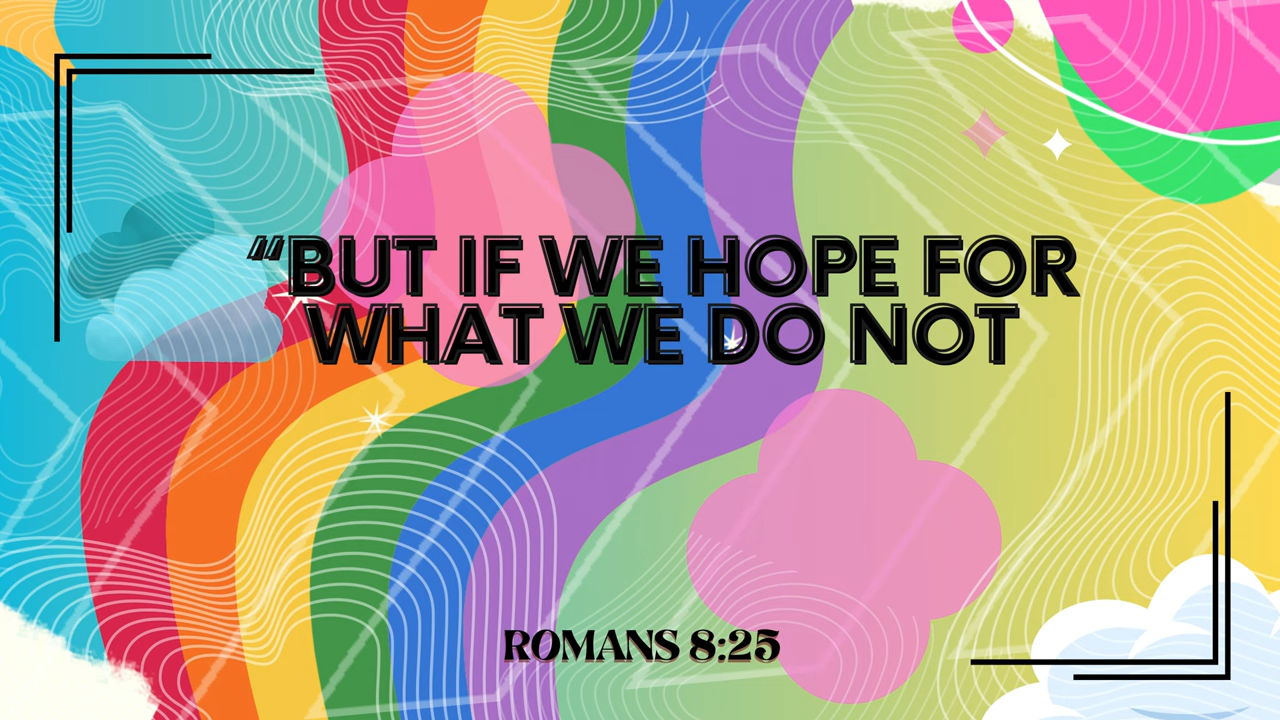 “BUT IF WE HOPE FOR
WHAT WE DO NOT
ROMANS 8:25